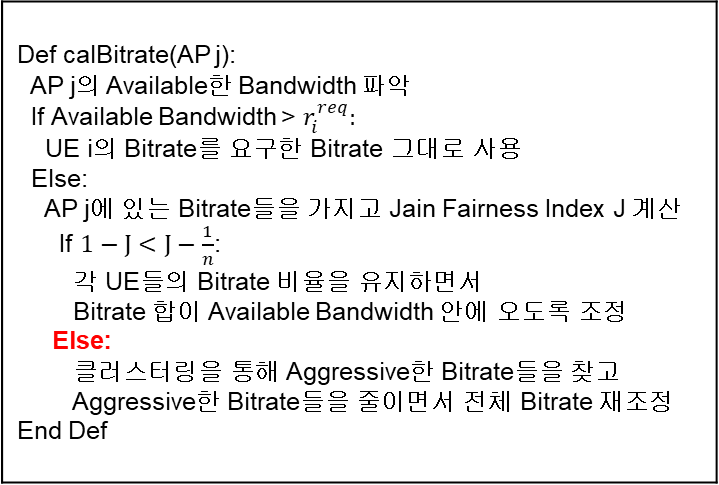 Def calBitrate(AP j):
AP j의 Available한 Bandwidth 파악
If Available Bandwidth > r_i^{req}:
UE i의 Bitrate를 요구한 Bitrate 그대로 사용
Else:
AP j에 있는 Bitrate들을 가지고 Jain Fairness Index J 계산
If 1 − J < J − 1/n:
각 UE들의 Bitrate 비율을 유지하면서
Bitrate 합이 Available Bandwidth 안에 오도록 조정
Else:
클러스터링을 통해 Aggressive한 Bitrate들을 찾고
Aggressive한 Bitrate들을 줄이면서 전체 Bitrate 재조정
End Def